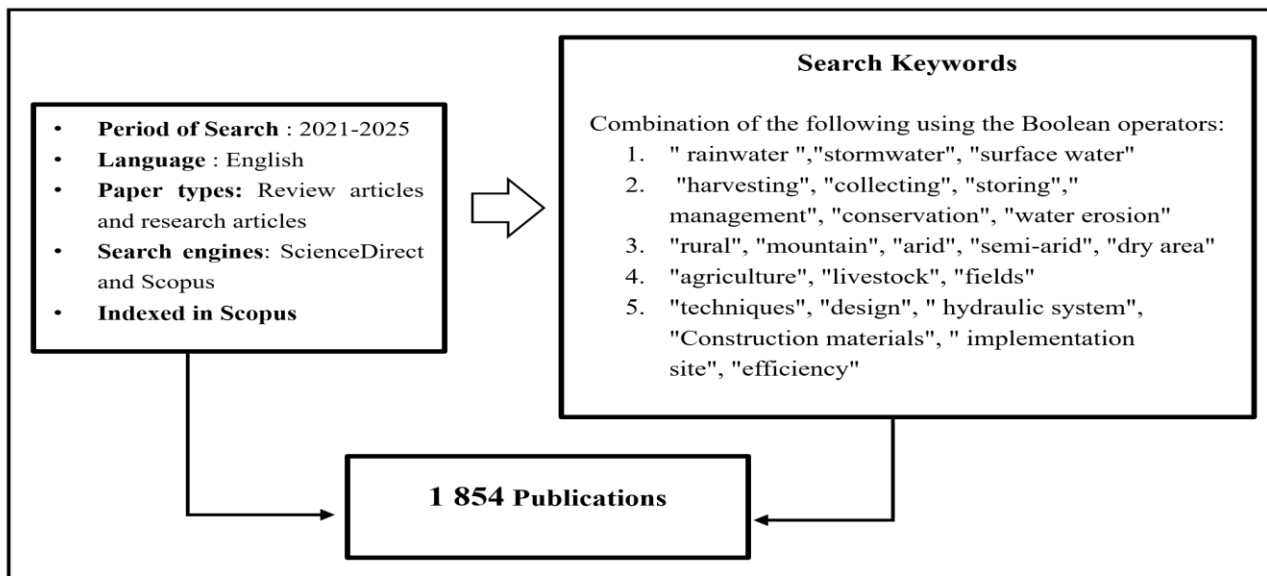 • Period of Search : 2021-2025
• Language : English
• Paper types: Review articles
and research articles
• Search engines: ScienceDirect
and Scopus
• Indexed in Scopus
Search Keywords
Combination of the following using the Boolean operators:
1. " rainwater ","stormwater", "surface water"
2. "harvesting", "collecting", "storing","
management", "conservation", "water erosion"
3. "rural", "mountain", "arid", "semi-arid", "dry area"
4. "agriculture", "livestock", "fields"
5. "techniques", "design", " hydraulic system",
"Construction materials", " implementation
site", "efficiency"
1 854 Publications